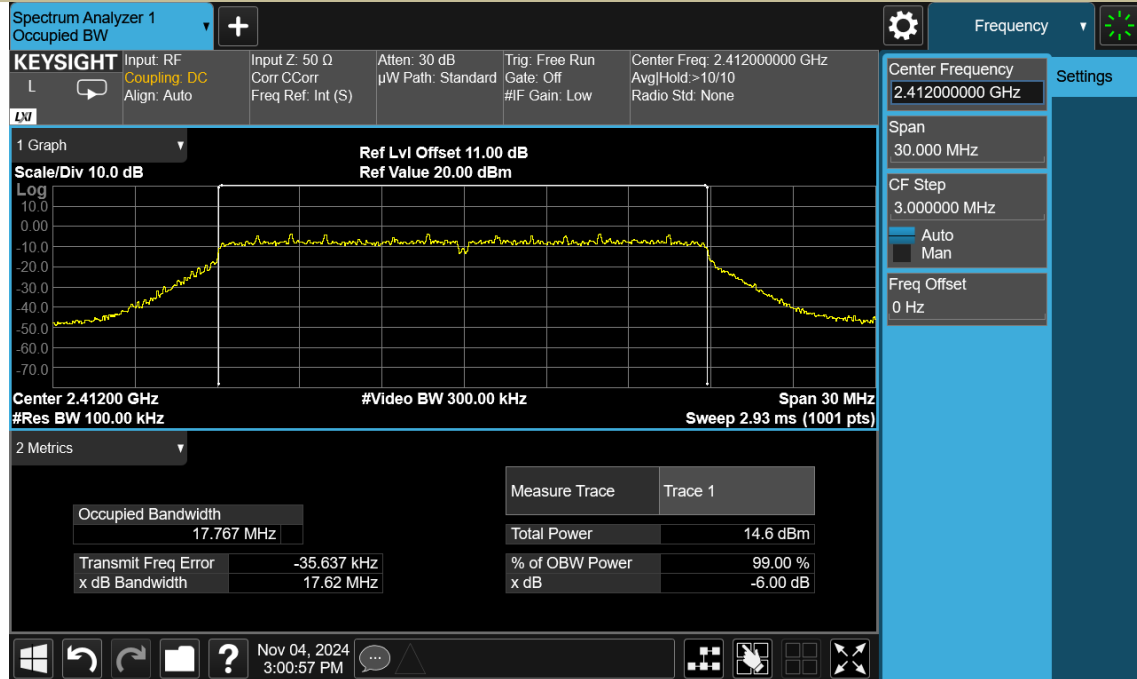 Spectrum Analyzer 1
Occupied BW
+
Frequency
KEYSIGHT
L
LXI
Input: RF
Coupling: DC
Align: Auto
Input Z: 50 Ω
Corr CCorr
Freq Ref: Int (S)
Atten: 30 dB
µW Path: Standard
Trig: Free Run
Gate: Off
#IF Gain: Low
Center Freq: 2.412000000 GHz
Avg|Hold:>10/10
Radio Std: None
Center Frequency
2.412000000 GHz
Settings
Span
30.000 MHz
CF Step
3.000000 MHz
Auto
Man
Freq Offset
0 Hz
1 Graph
Scale/Div 10.0 dB
Ref Lvl Offset 11.00 dB
Ref Value 20.00 dBm
Log
10.0
0.00
-10.0
-20.0
-30.0
-40.0
-50.0
-60.0
-70.0
Center 2.41200 GHz
#Video BW 300.00 kHz
Span 30 MHz
#Res BW 100.00 kHz
Sweep 2.93 ms (1001 pts)
2 Metrics
Measure Trace Trace 1
Occupied Bandwidth
17.767 MHz
Total Power 14.6 dBm
Transmit Freq Error -35.637 kHz
% of OBW Power 99.00 %
x dB Bandwidth 17.62 MHz
x dB -6.00 dB
?
Nov 04, 2024
3:00:57 PM